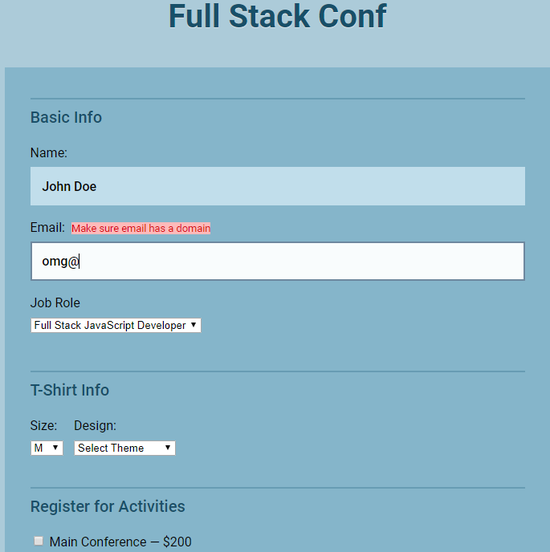 Full Stack Conf
Basic Info
Name:
John Doe
Email: Make sure email has a domain
omg@
Job Role
Full Stack JavaScript Developer
T-Shirt Info
Size: Design:
M Select Theme
Register for Activities
Main Conference — $200